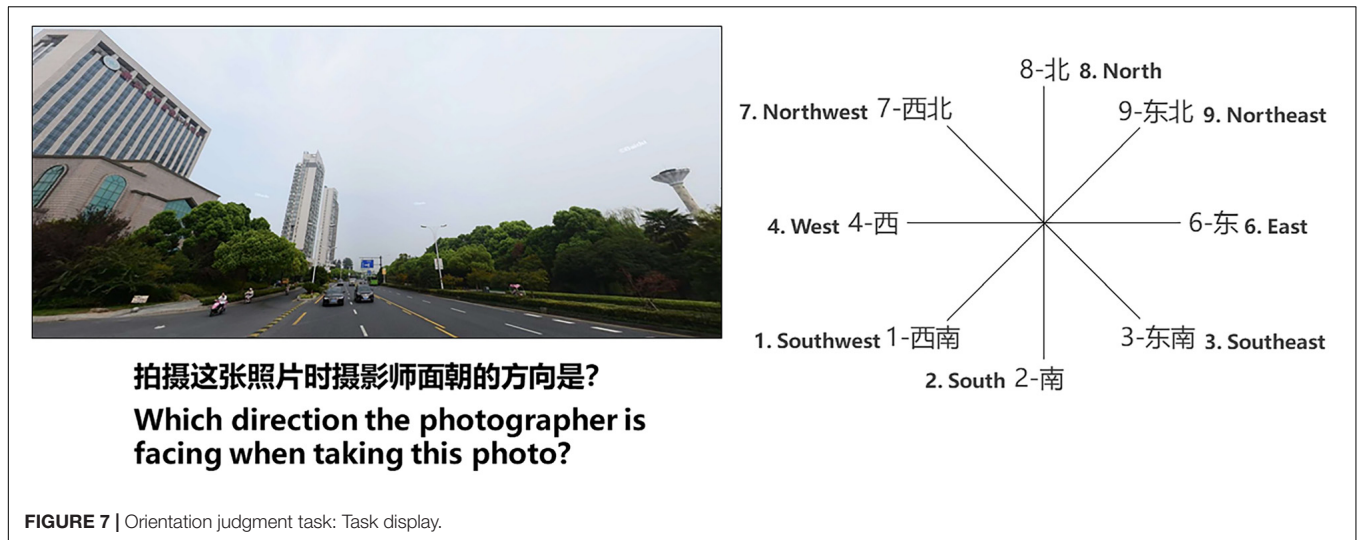 拍摄这张照片时摄影师面朝的方向是?
Which direction the photographer is
facing when taking this photo?
8-北 8. North
7. Northwest 7-西北
9-东北 9. Northeast
4. West 4-西
6-东 6. East
1. Southwest 1-西南
3-东南 3. Southeast
2. South 2-南
FIGURE 7 | Orientation judgment task: Task display.